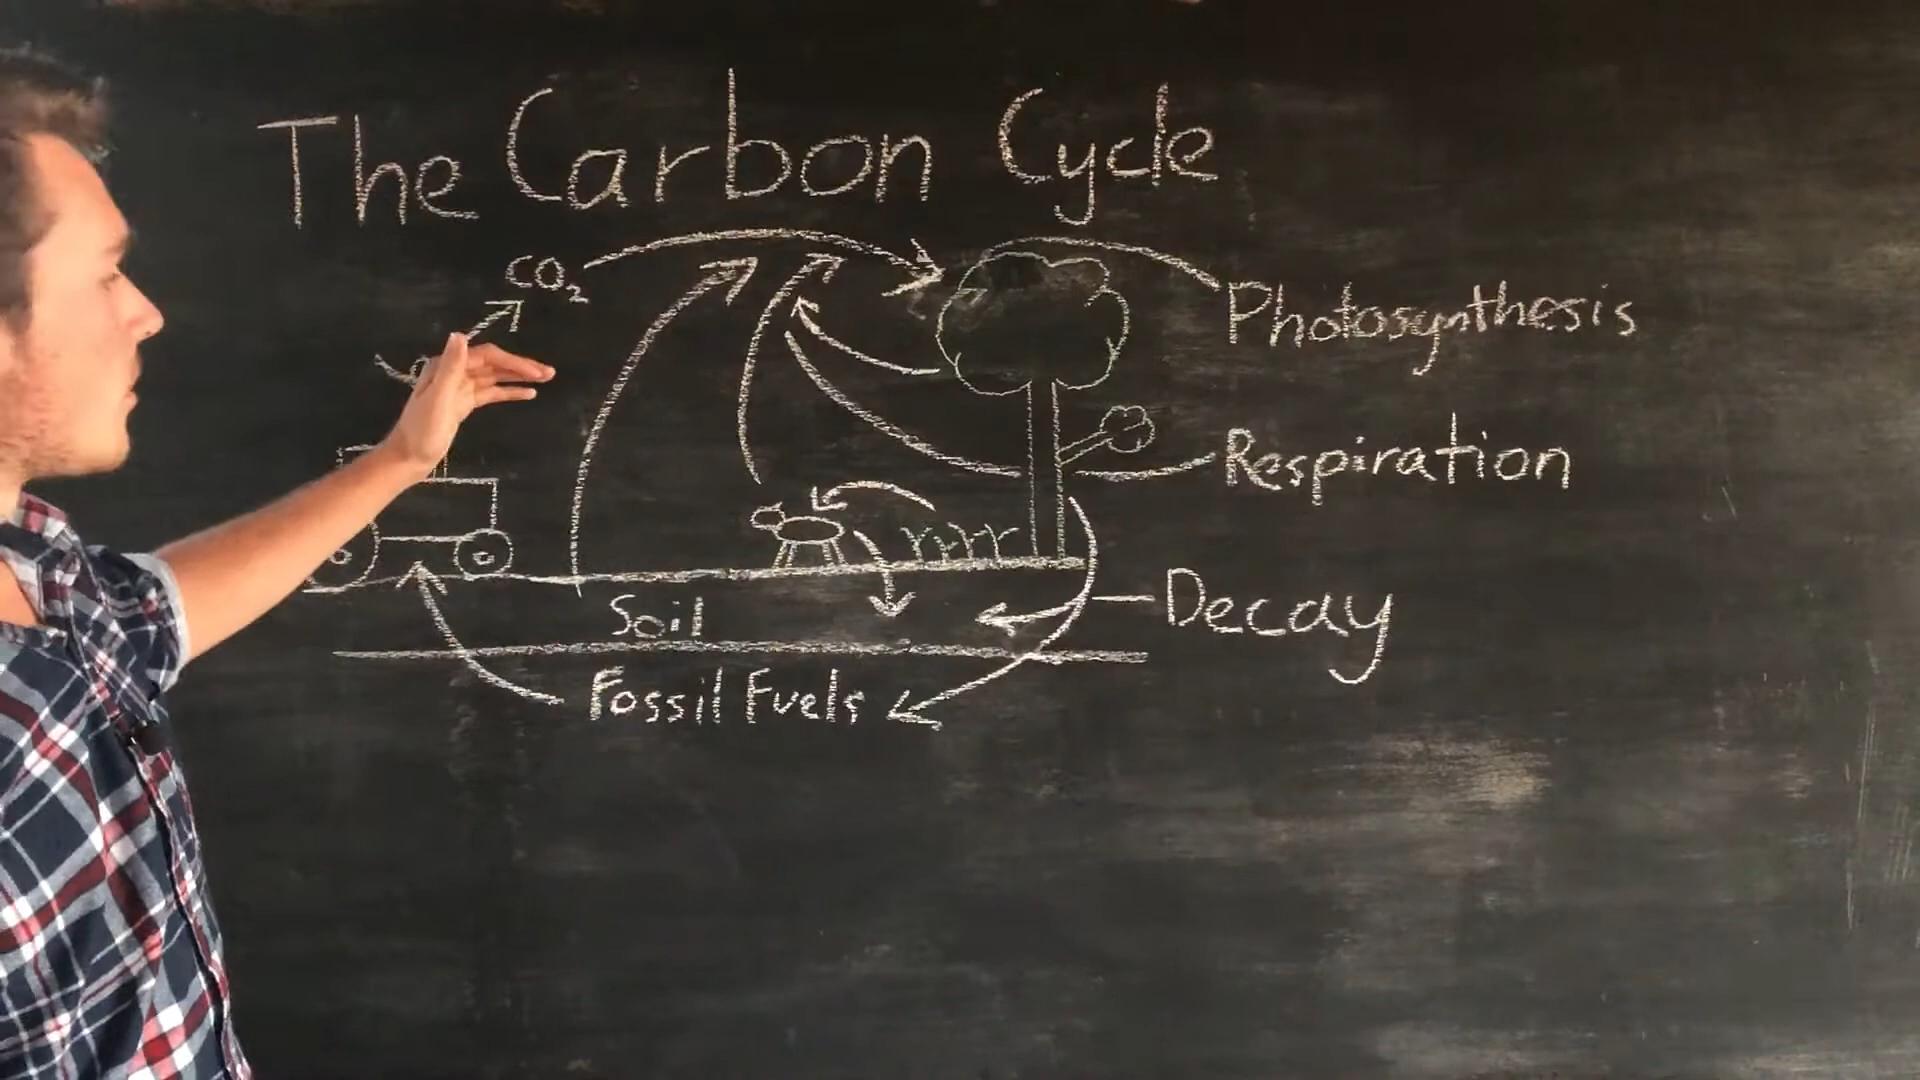 The Carbon Cycle
CO₂
Photosynthesis
Respiration
Decay
Soil
Fossil Fuels